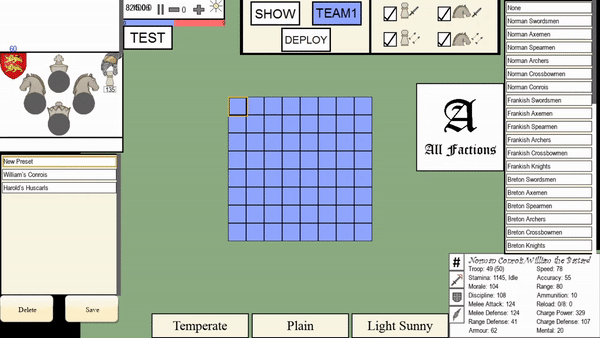 SHOW
TEAM1
DEPLOY
TEST
0
60
135
New Preset
William's Conrois
Harold's Huscarls
Delete
Save
A
All Factions
None
Norman Swordsmen
Norman Axemen
Norman Spearmen
Norman Archers
Norman Crossbowmen
Norman Conrois
Frankish Swordsmen
Frankish Axemen
Frankish Spearmen
Frankish Archers
Frankish Crossbowmen
Frankish Knights
Breton Swordsmen
Breton Axemen
Breton Spearmen
Breton Archers
Breton Crossbowmen
Breton Knights
Temperate
Plain
Light Sunny
#
Norman Conrois/William the Bastard
Troop: 49 (50)
Stamina: 1145, Idle
Morale: 104
Discipline: 108
Melee Attack: 124
Melee Defense: 124
Range Defense: 41
Armour: 62
Speed: 78
Accuracy: 55
Range: 80
Ammunition: 10
Reload: 0/8: 0
Charge Power: 329
Charge Defense: 107
Mental: 20